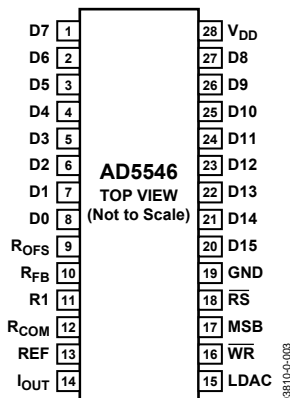 D7 1 28 VDD
D6 2 27 D8
D5 3 26 D9
D4 4 25 D10
D3 5 24 D11
D2 6 23 D12
D1 7 22 D13
D0 8 21 D14
ROFS 9 20 D15
RFB 10 19 GND
R1 11 18 RS
RCOM 12 17 MSB
REF 13 16 WR
IOUT 14 15 LDAC
AD5546
TOP VIEW
(Not to Scale)
03810-0-003